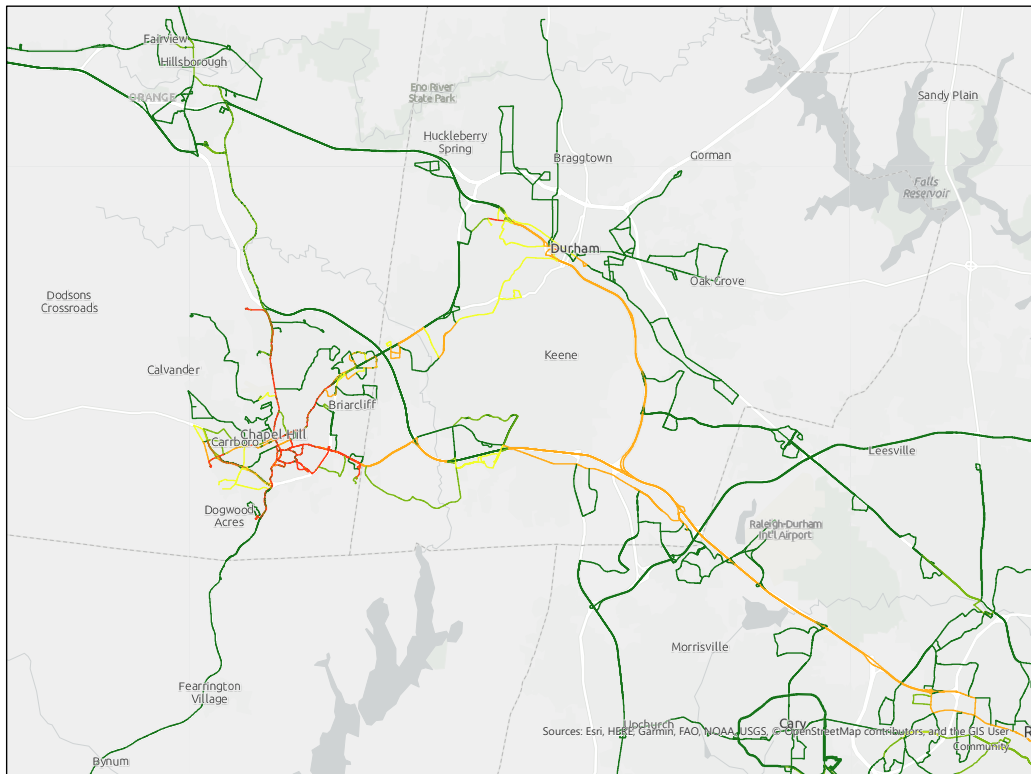 Fairview
Hillsborough
ORANGE
Eno River
State Park
Sandy Plain
Huckleberry
Spring
Braggtown
Gorman
Falls
Reservoir
Durham
Oak Grove
Dodsons
Crossroads
Keene
Calvander
Briarcliff
Chapel Hill
Carrboro
Leesville
Dogwood
Acres
Raleigh-Durham
Int'l Airport
Morrisville
Fearrington
Village
Upchurch
Cary
R
Sources: Esri, HERE, Garmin, FAO, NOAA, USGS, © OpenStreetMap contributors, and the GIS User
Community
Bynum